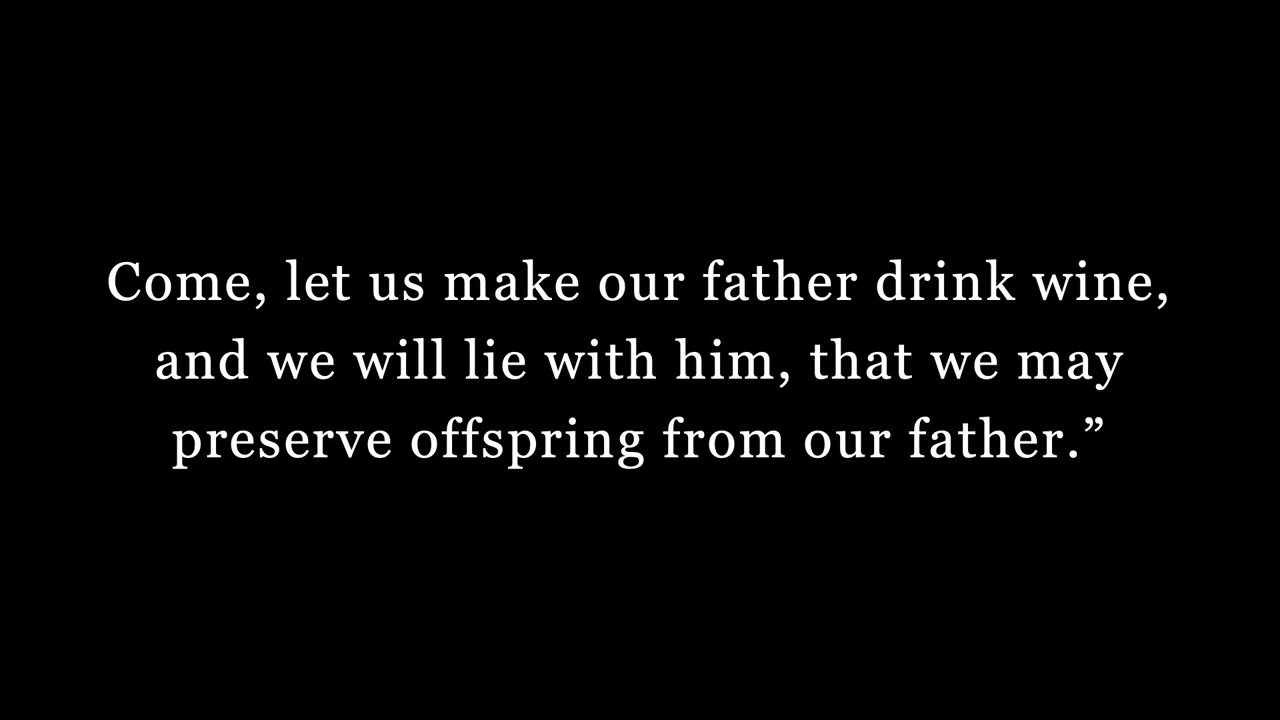 Come, let us make our father drink wine,
and we will lie with him, that we may
preserve offspring from our father.”